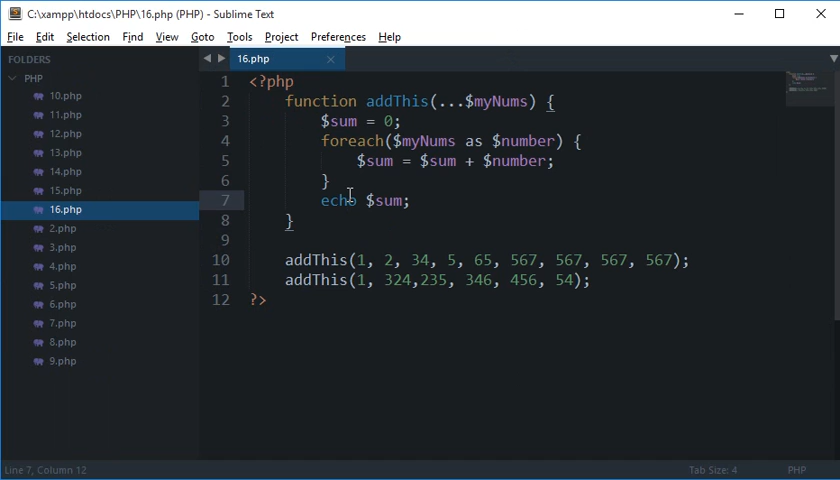 C:\xampp\htdocs\PHP\16.php (PHP) - Sublime Text
File Edit Selection Find View Goto Tools Project Preferences Help
FOLDERS
PHP
10.php
11.php
12.php
13.php
14.php
15.php
16.php
2.php
3.php
4.php
5.php
6.php
7.php
8.php
9.php
16.php
1 <?php
2 function addThis(...$myNums) {
3 $sum = 0;
4 foreach($myNums as $number) {
5 $sum = $sum + $number;
6 }
7 echo $sum;
8 }
9
10 addThis(1, 2, 34, 5, 65, 567, 567, 567, 567);
11 addThis(1, 324,235, 346, 456, 54);
12 ?>
Line 7, Column 12 Tab Size: 4 PHP